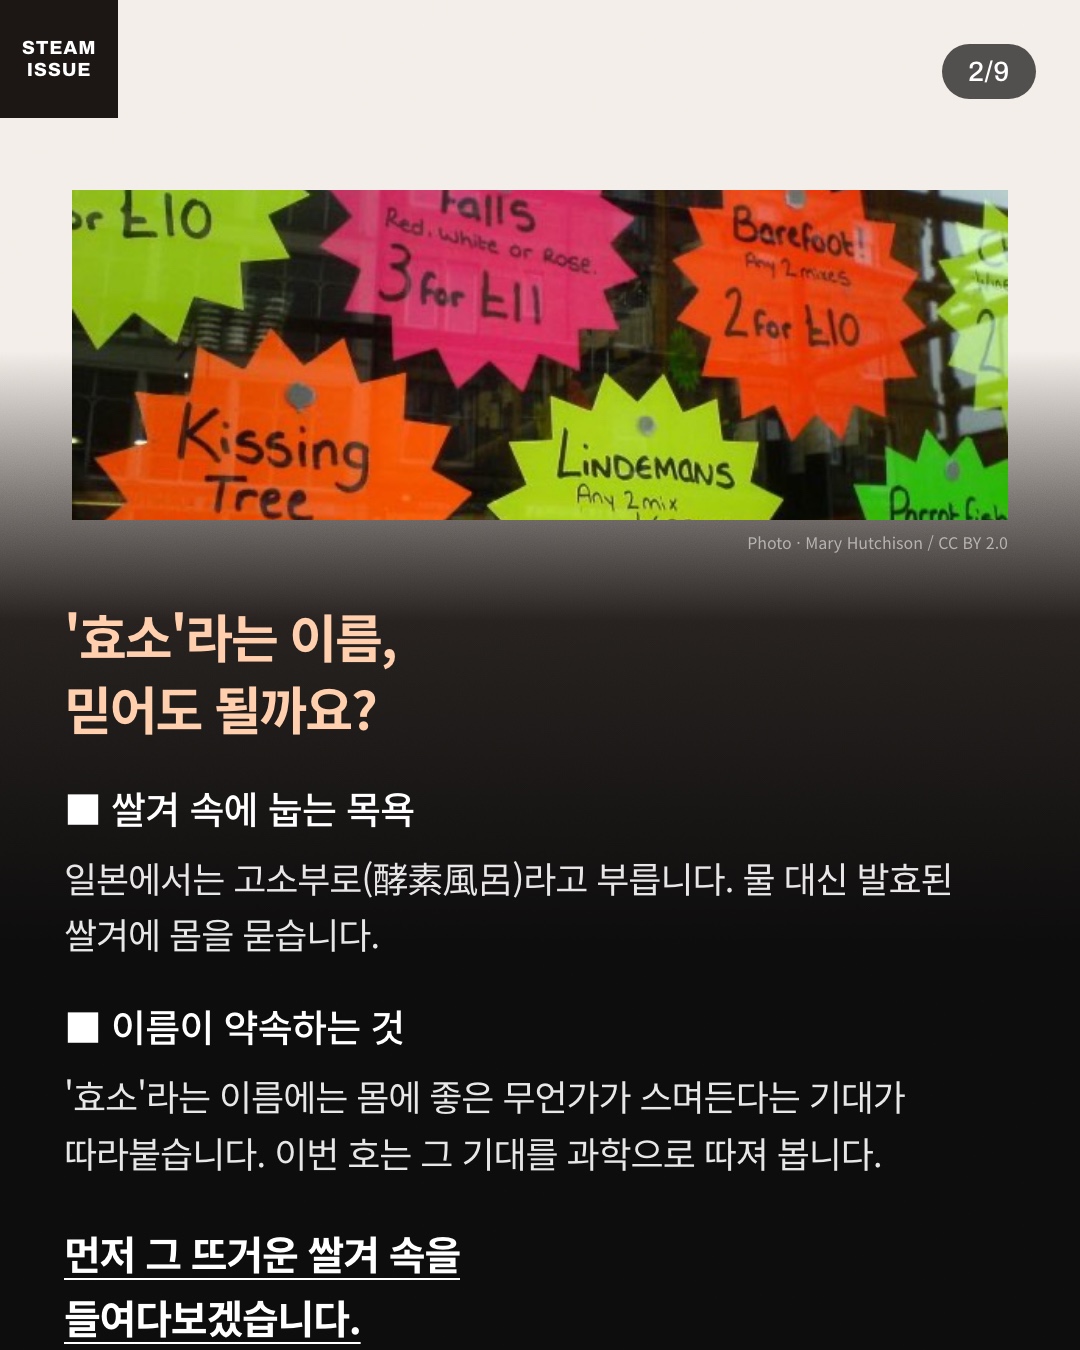 STEAM
ISSUE
2/9
or £10
Falls
Red, White or Rose.
3 for £11
Barefoot!
Any 2 mixes
2 for £10
2
Kissing
Tree
LINDEMANS
Any 2 mix
Parrot fish
Photo · Mary Hutchison / CC BY 2.0
'효소'라는 이름,
믿어도 될까요?
■ 쌀겨 속에 눕는 목욕
일본에서는 고소부로(酵素風呂)라고 부릅니다. 물 대신 발효된
쌀겨에 몸을 묻습니다.
■ 이름이 약속하는 것
'효소'라는 이름에는 몸에 좋은 무언가가 스며든다는 기대가
따라붙습니다. 이번 호는 그 기대를 과학으로 따져 봅니다.
먼저 그 뜨거운 쌀겨 속을
들여다보겠습니다.